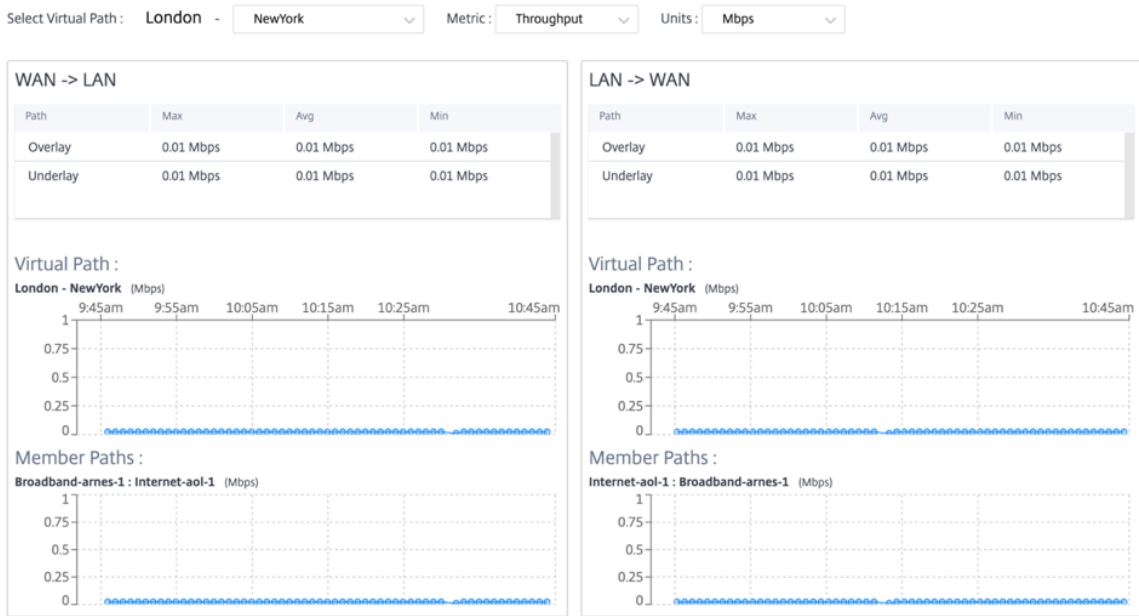 Select Virtual Path : London - NewYork Metric : Throughput Units : Mbps
WAN -> LAN
Path Max Avg Min
Overlay 0.01 Mbps 0.01 Mbps 0.01 Mbps
Underlay 0.01 Mbps 0.01 Mbps 0.01 Mbps
Virtual Path :
London - NewYork (Mbps)
9:45am 9:55am 10:05am 10:15am 10:25am 10:45am
1
0.75
0.5
0.25
0
Member Paths :
Broadband-arnes-1 : Internet-aol-1 (Mbps)
1
0.75
0.5
0.25
0
LAN -> WAN
Path Max Avg Min
Overlay 0.01 Mbps 0.01 Mbps 0.01 Mbps
Underlay 0.01 Mbps 0.01 Mbps 0.01 Mbps
Virtual Path :
London - NewYork (Mbps)
9:45am 9:55am 10:05am 10:15am 10:25am 10:45am
1
0.75
0.5
0.25
0
Member Paths :
Internet-aol-1 : Broadband-arnes-1 (Mbps)
1
0.75
0.5
0.25
0